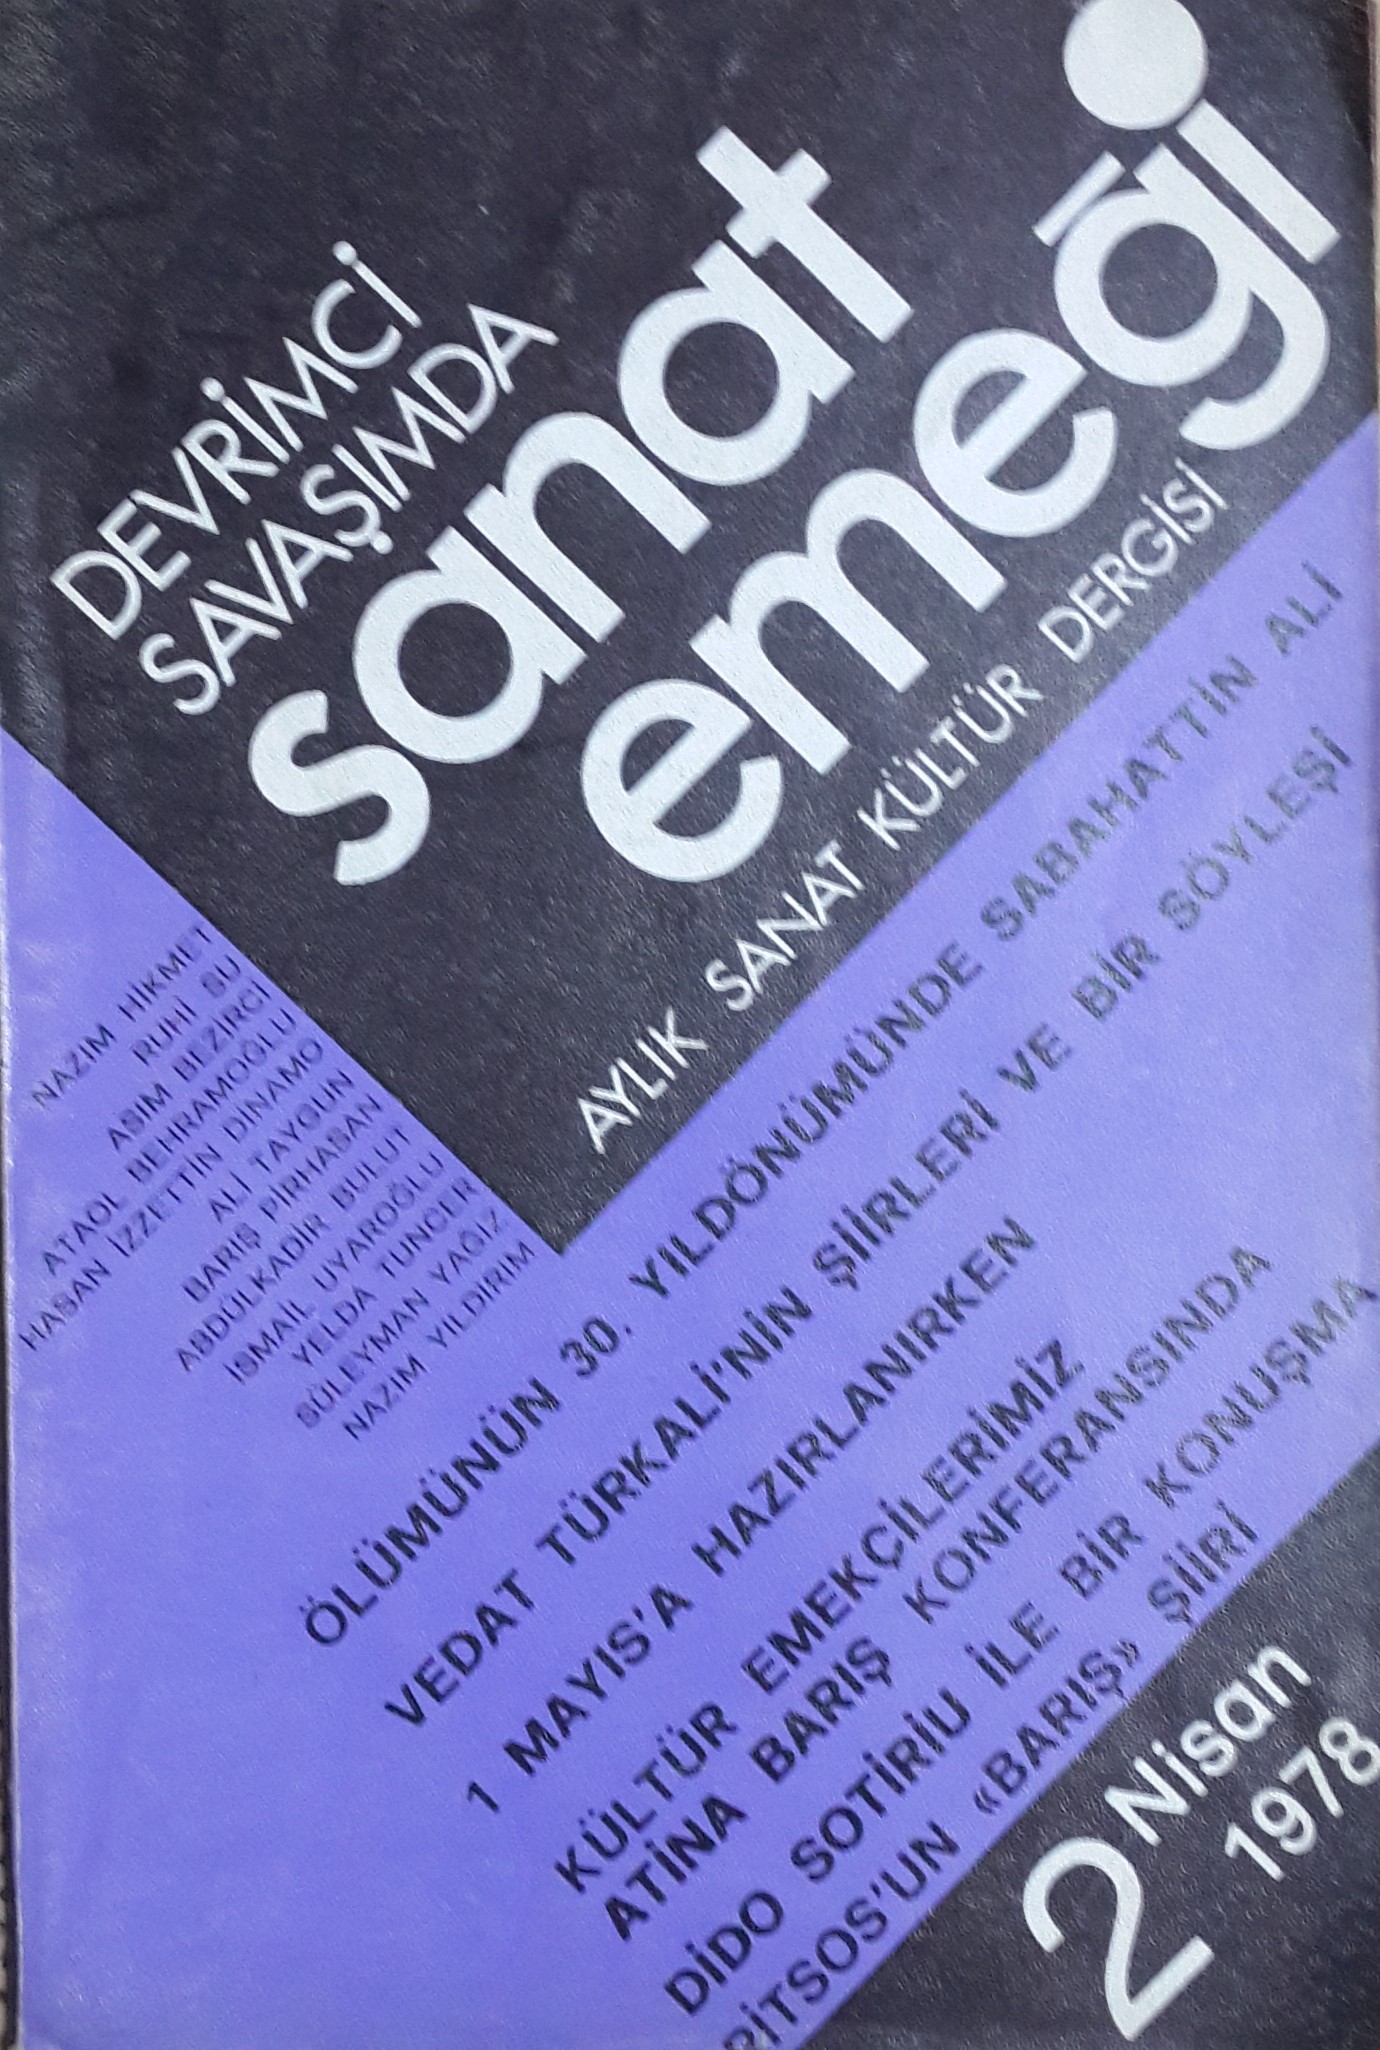 DEVRİMCİ
SAVAŞIMDA
sanat
emeği
AYLIK SANAT KÜLTÜR DERGİSİ
NAZIM HİKMET
RUHİ SU
ASIM BEZİRCİ
ATAOL BEHRAMOĞLU
HASAN İZZETTİN DİNAMO
ALİ TAYGUN
BARIŞ PİRHASAN
ABDÜLKADİR BULUT
İSMAİL UYAROĞLU
YELDA TUNCER
SÜLEYMAN YAĞIZ
NAZIM YILDIRIM
ÖLÜMÜNÜN 30. YILDÖNÜMÜNDE SABAHATTİN ALİ
VEDAT TÜRKALİ'NİN ŞİİRLERİ VE BİR SÖYLEŞİ
1 MAYIS'A HAZIRLANIRKEN
KÜLTÜR EMEKÇİLERİMİZ
ATİNA BARIŞ KONFERANSINDA
DİDO SOTİRİU İLE BİR KONUŞMA
RİTSOS'UN «BARIŞ» ŞİİRİ
2 Nisan
1978